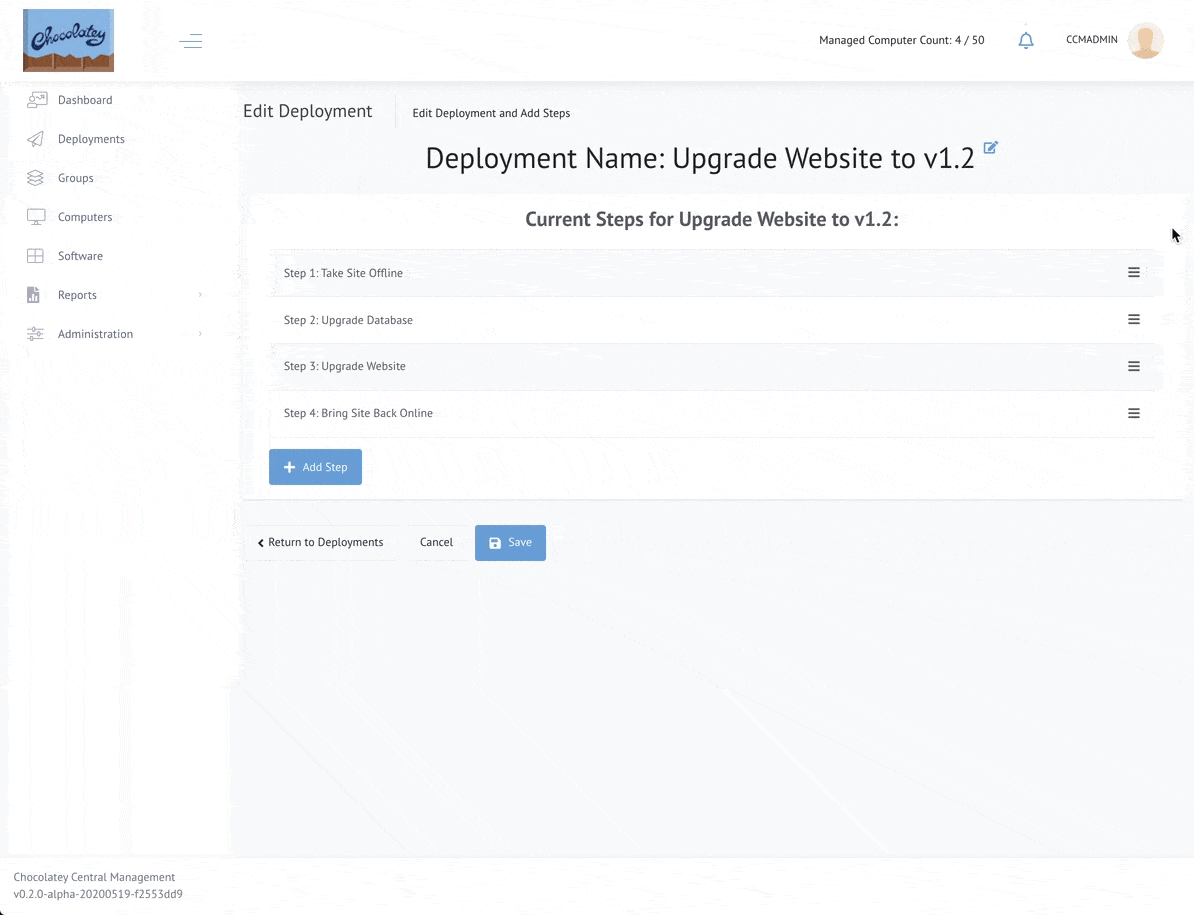 Chocolatey
Managed Computer Count: 4 / 50
CCMADMIN
Dashboard
Deployments
Groups
Computers
Software
Reports
Administration
Edit Deployment
Edit Deployment and Add Steps
Deployment Name: Upgrade Website to v1.2
Current Steps for Upgrade Website to v1.2:
Step 1: Take Site Offline
Step 2: Upgrade Database
Step 3: Upgrade Website
Step 4: Bring Site Back Online
Add Step
Return to Deployments
Cancel
Save
Chocolatey Central Management
v0.2.0-alpha-20200519-f2553dd9